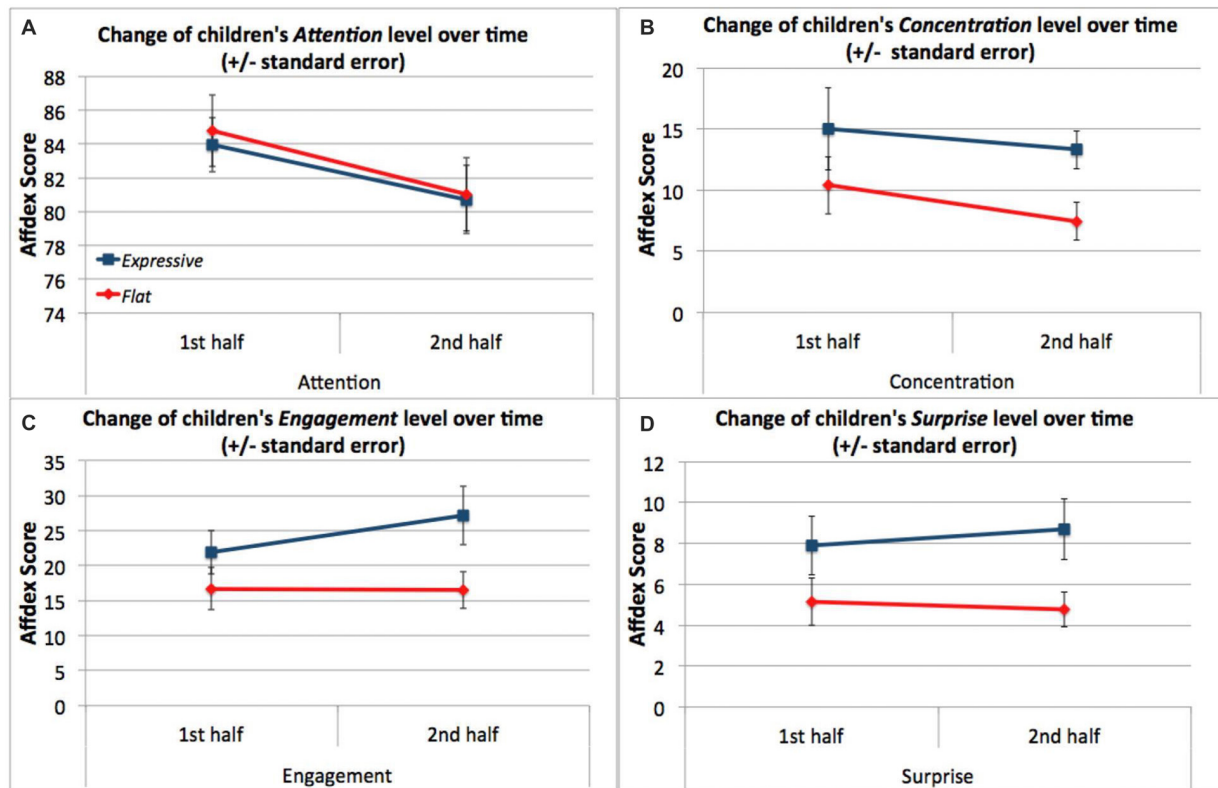 A
Change of children's Attention level over time
(+/- standard error)
Affdex Score
88
86
84
82
80
78
76
74
Expressive
Flat
1st half
2nd half
Attention
B
Change of children's Concentration level over time
(+/- standard error)
Affdex Score
20
15
10
5
0
1st half
2nd half
Concentration
C
Change of children's Engagement level over time
(+/- standard error)
Affdex Score
35
30
25
20
15
10
5
0
1st half
2nd half
Engagement
D
Change of children's Surprise level over time
(+/- standard error)
Affdex Score
12
10
8
6
4
2
0
1st half
2nd half
Surprise